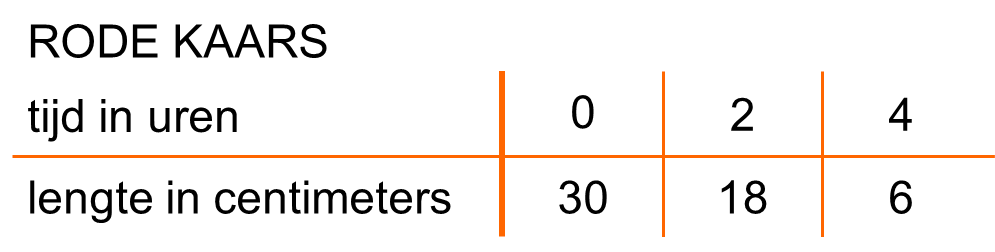 RODE KAARS
tijd in uren 0 2 4
lengte in centimeters 30 18 6